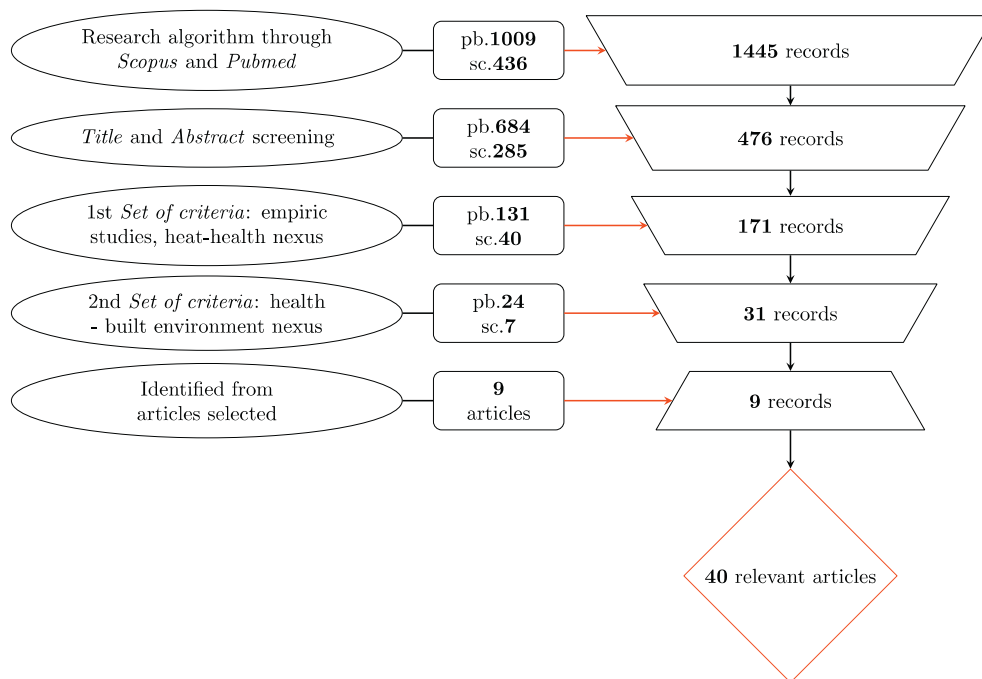 Research algorithm through
Scopus and Pubmed
pb.1009
sc.436
1445 records
Title and Abstract screening
pb.684
sc.285
476 records
1st Set of criteria: empiric
studies, heat-health nexus
pb.131
sc.40
171 records
2nd Set of criteria: health
- built environment nexus
pb.24
sc.7
31 records
Identified from
articles selected
9
articles
9 records
40 relevant articles